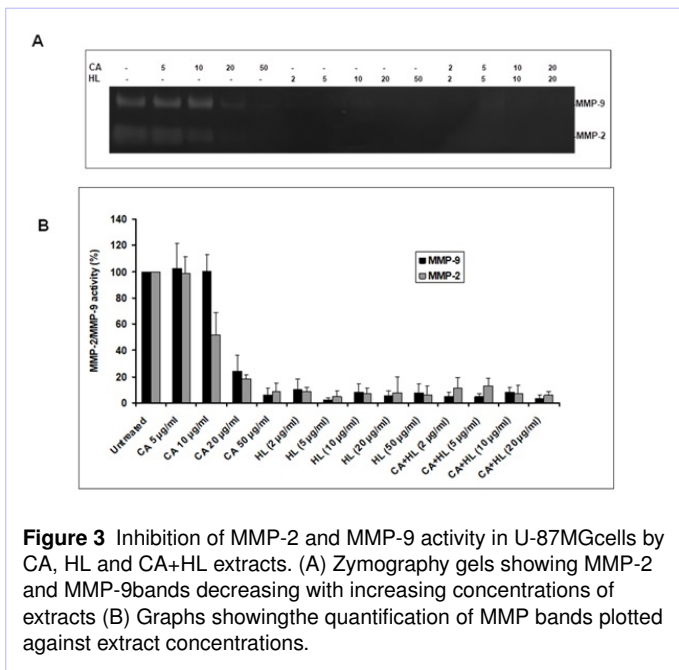 A
CA - 5 10 20 50 - - - - - 2 5 10 20
HL - - - - - 2 5 10 20 50 2 5 10 20
MMP-9
MMP-2
B
MMP-2/MMP-9 activity (%)
140
120
100
80
60
40
20
0
MMP-9
MMP-2
Untreated
CA 5 µg/ml
CA 10 µg/ml
CA 20 µg/ml
CA 50 µg/ml
HL (2 µg/ml)
HL (5 µg/ml)
HL (10 µg/ml)
HL (20 µg/ml)
HL (50 µg/ml)
CA+HL (2 µg/ml)
CA+HL (5 µg/ml)
CA+HL (10 µg/ml)
CA+HL (20 µg/ml)
Figure 3 Inhibition of MMP-2 and MMP-9 activity in U-87MGcells by
CA, HL and CA+HL extracts. (A) Zymography gels showing MMP-2
and MMP-9bands decreasing with increasing concentrations of
extracts (B) Graphs showingthe quantification of MMP bands plotted
against extract concentrations.